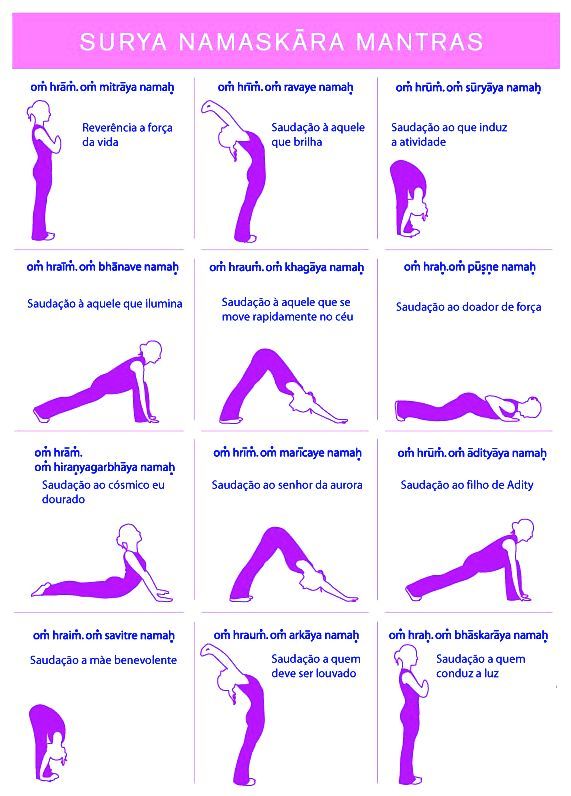 SURYA NAMASKĀRA MANTRAS
oṁ hrāṁ. oṁ mitrāya namaḥ
Reverência a força
da vida
oṁ hrīṁ. oṁ ravaye namaḥ
Saudação à aquele
que brilha
oṁ hrūṁ. oṁ sūryāya namaḥ
Saudação ao que induz
a atividade
oṁ hraīṁ. oṁ bhānave namaḥ
Saudação à aquele que ilumina
oṁ hrauṁ. oṁ khagāya namaḥ
Saudação à aquele que se
move rapidamente no céu
oṁ hraḥ. oṁ pūṣṇe namaḥ
Saudação ao doador de força
oṁ hrāṁ.
oṁ hiraṇyagarbhāya namaḥ
Saudação ao cósmico eu
dourado
oṁ hrīṁ. oṁ marīcaye namaḥ
Saudação ao senhor da aurora
oṁ hrūṁ. oṁ ādityāya namaḥ
Saudação ao filho de Adity
oṁ hraiṁ. oṁ savitre namaḥ
Saudação a màe benevolente
oṁ hrauṁ. oṁ arkāya namaḥ
Saudação a quem
deve ser louvado
oṁ hraḥ. oṁ bhāskarāya namaḥ
Saudação a quem
conduz a luz